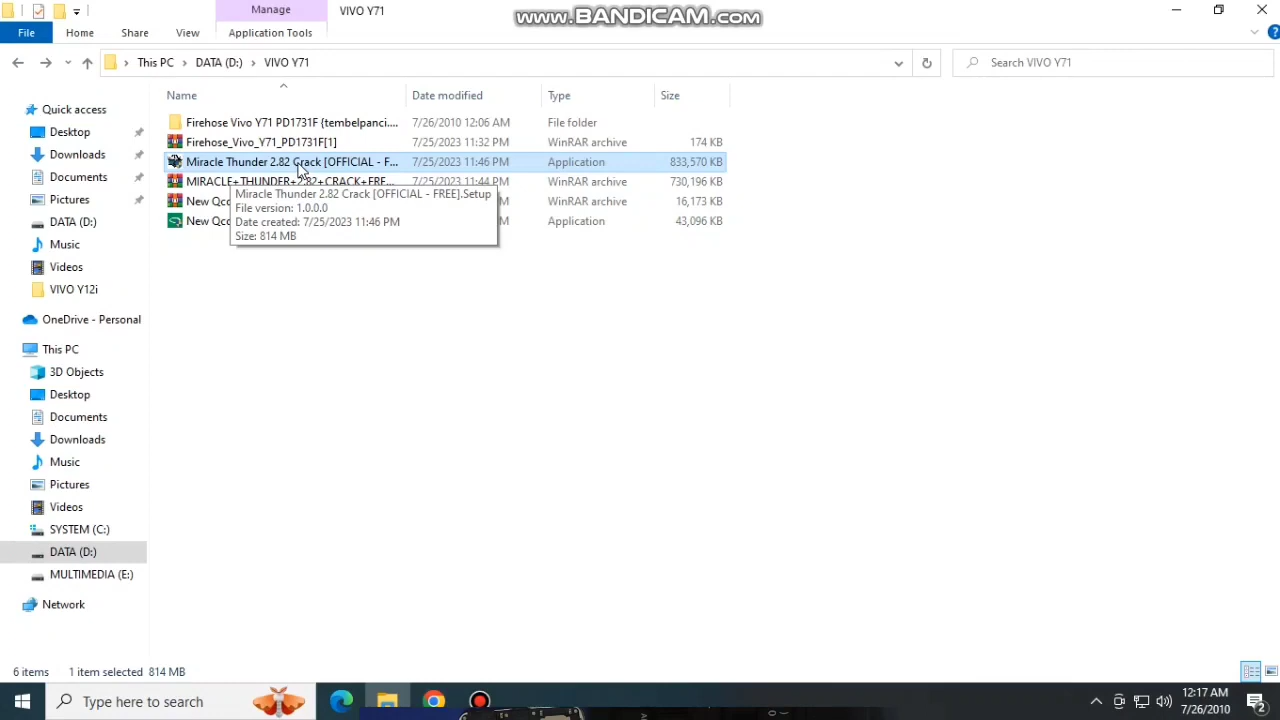 Manage
VIVO Y71
www.BANDICAM.com
File
Home
Share
View
Application Tools
This PC
DATA (D:)
VIVO Y71
Search VIVO Y71
Name
Date modified
Type
Size
Firehose Vivo Y71 PD1731F {tembelpanci.... 7/26/2010 12:06 AM File folder
Firehose_Vivo_Y71_PD1731F[1] 7/25/2023 11:32 PM WinRAR archive 174 KB
Miracle Thunder 2.82 Crack [OFFICIAL - F... 7/25/2023 11:46 PM Application 833,570 KB
MIRACLE+THUNDER+2.82+CRACK+FRE... 7/25/2023 11:44 PM WinRAR archive 730,196 KB
New Qco M WinRAR archive 16,173 KB
New Qco M Application 43,096 KB
Miracle Thunder 2.82 Crack [OFFICIAL - FREE].Setup
File version: 1.0.0.0
Date created: 7/25/2023 11:46 PM
Size: 814 MB
Quick access
Desktop
Downloads
Documents
Pictures
DATA (D:)
Music
Videos
VIVO Y12i
OneDrive - Personal
This PC
3D Objects
Desktop
Documents
Downloads
Music
Pictures
Videos
SYSTEM (C:)
DATA (D:)
MULTIMEDIA (E:)
Network
6 items 1 item selected 814 MB
Type here to search
12:17 AM
7/26/2010
2